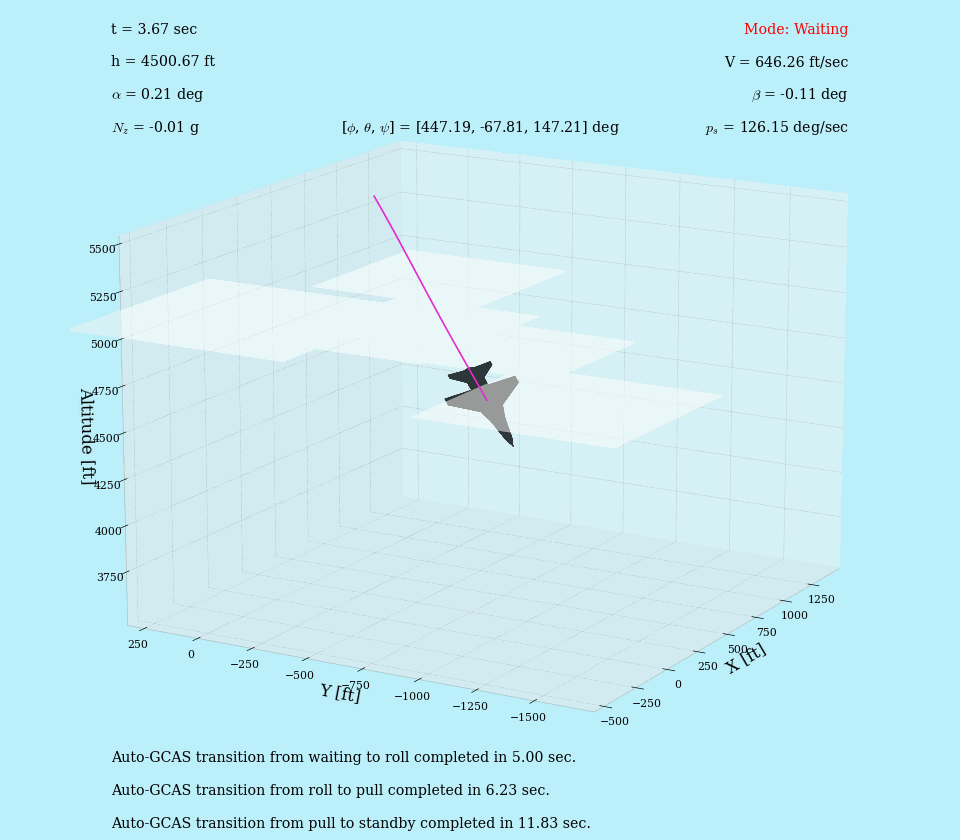 t = 3.67 sec
Mode: Waiting
h = 4500.67 ft
V = 646.26 ft/sec
α = 0.21 deg
β = -0.11 deg
N_z = -0.01 g
[ϕ, θ, ψ] = [447.19, -67.81, 147.21] deg
p_s = 126.15 deg/sec
5500
5250
5000
4750
4500
4250
4000
3750
Altitude [ft]
250
0
−250
−500
−750
−1000
−1250
−1500
Y [ft]
−500
−250
0
250
500
750
1000
1250
X [ft]
Auto-GCAS transition from waiting to roll completed in 5.00 sec.
Auto-GCAS transition from roll to pull completed in 6.23 sec.
Auto-GCAS transition from pull to standby completed in 11.83 sec.